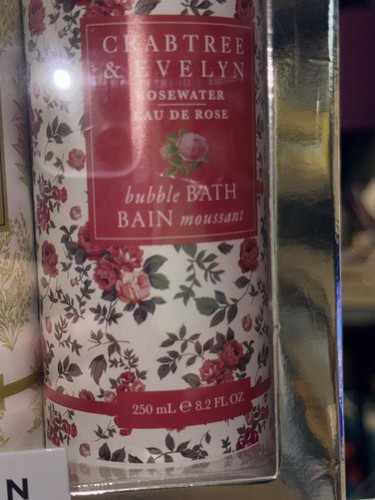 CRABTREE
& EVELYN
ROSEWATER
EAU DE ROSE
bubble BATH
BAIN moussant
250 mL ℮ 8.2 FL OZ
N